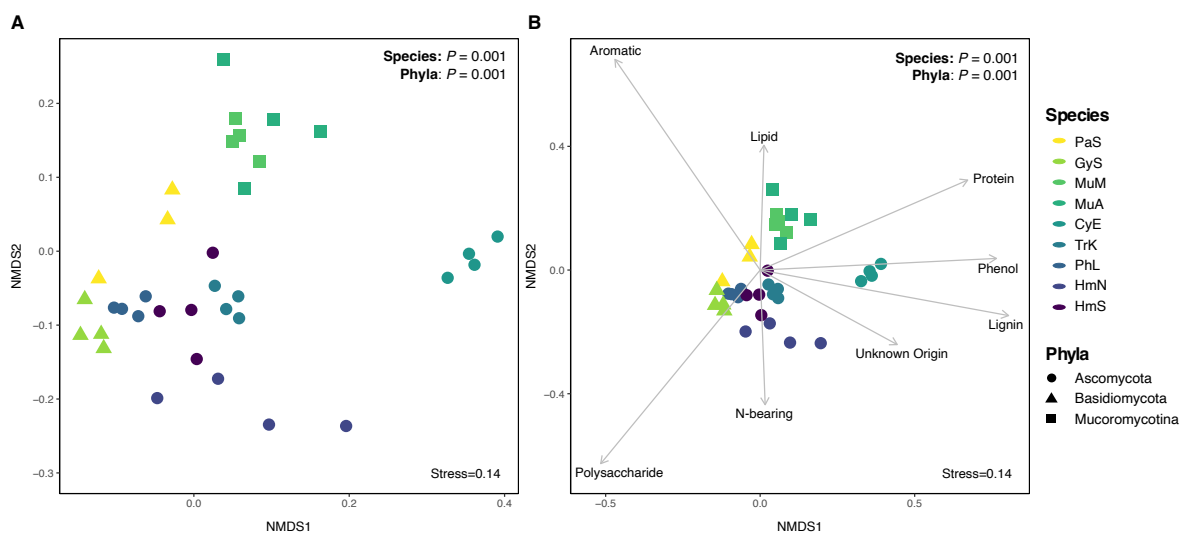 A
Species: P = 0.001
Phyla: P = 0.001
0.2
0.1
0.0
−0.1
−0.2
−0.3
NMDS2
Stress=0.14
0.0
0.2
0.4
NMDS1
B
Species: P = 0.001
Phyla: P = 0.001
Aromatic
Lipid
Protein
Phenol
Lignin
Unknown Origin
N-bearing
Polysaccharide
0.4
0.0
−0.4
NMDS2
Stress=0.14
−0.5
0.0
0.5
NMDS1
Species
PaS
GyS
MuM
MuA
CyE
TrK
PhL
HmN
HmS
Phyla
Ascomycota
Basidiomycota
Mucoromycotina